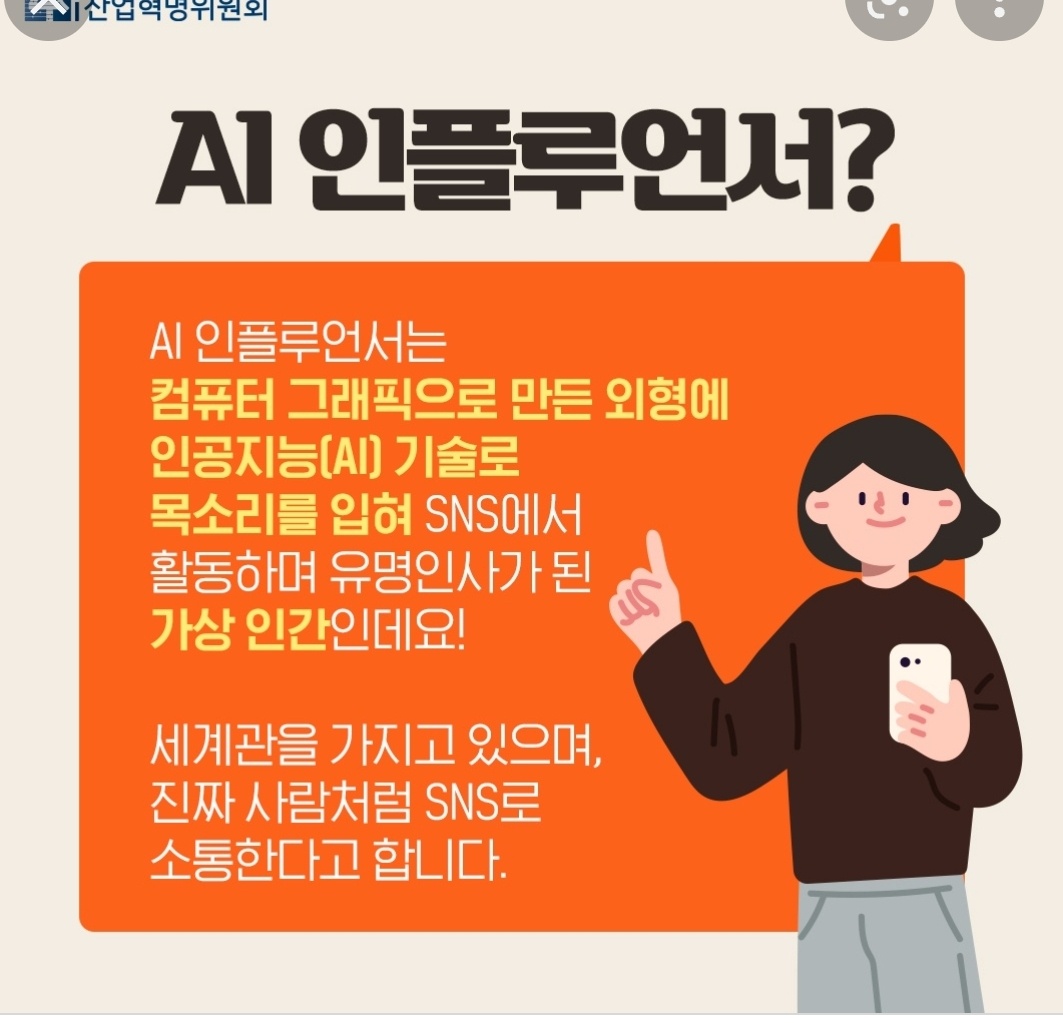 산업혁명위원회
AI 인플루언서?
AI 인플루언서는
컴퓨터 그래픽으로 만든 외형에
인공지능(AI) 기술로
목소리를 입혀 SNS에서
활동하며 유명인사가 된
가상 인간인데요!
세계관을 가지고 있으며,
진짜 사람처럼 SNS로
소통한다고 합니다.